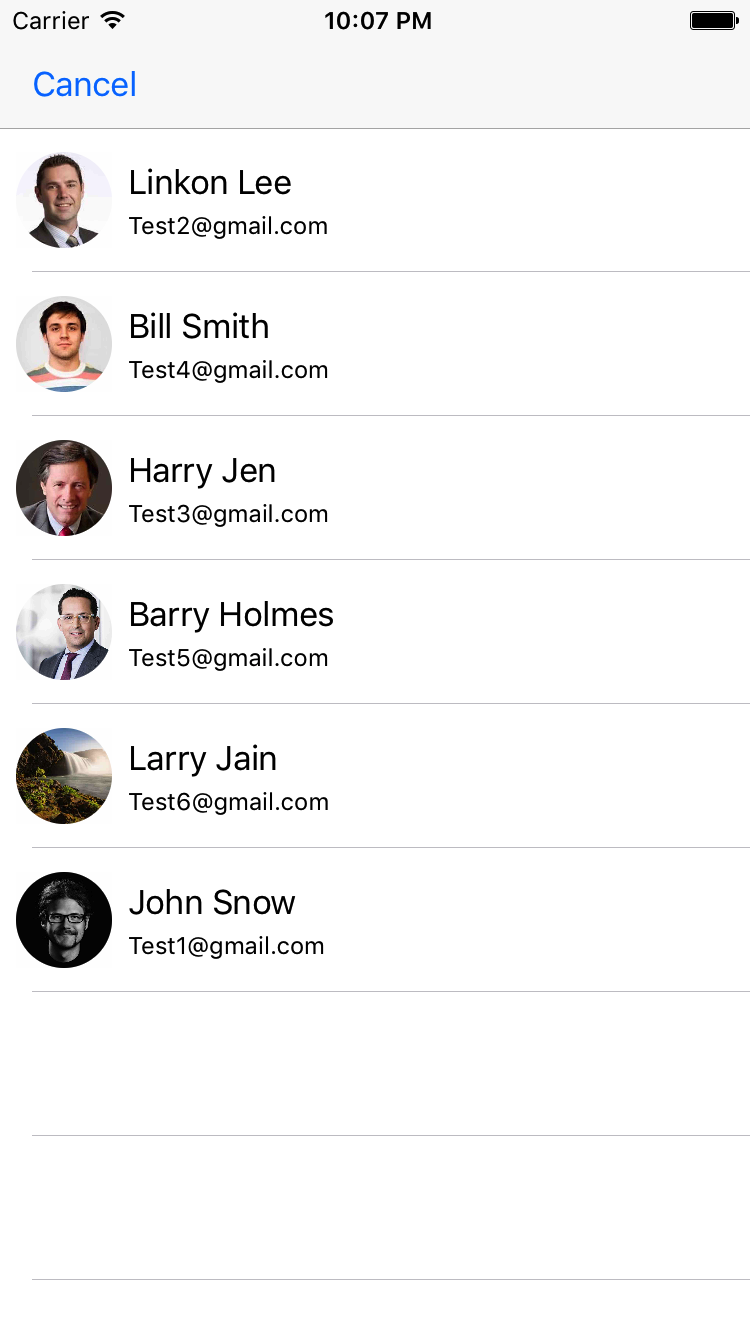 Carrier 10:07 PM
Cancel
Linkon Lee
Test2@gmail.com
Bill Smith
Test4@gmail.com
Harry Jen
Test3@gmail.com
Barry Holmes
Test5@gmail.com
Larry Jain
Test6@gmail.com
John Snow
Test1@gmail.com